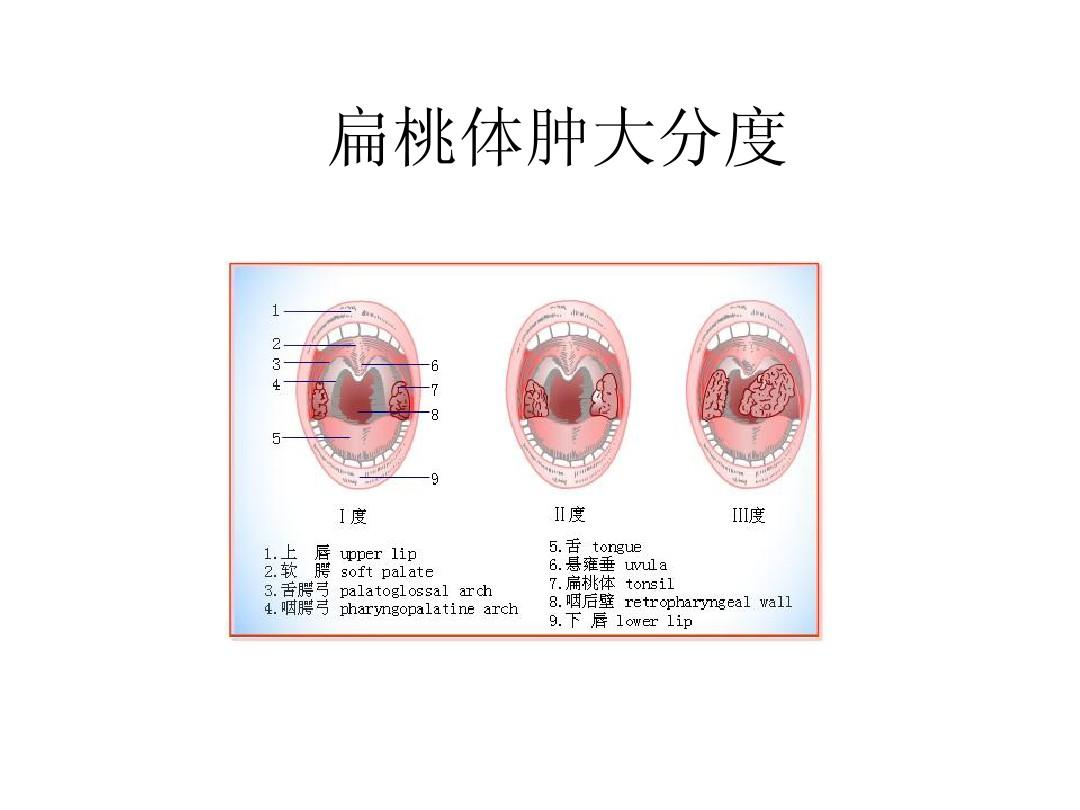 扁桃体肿大分度
1
2
3
4
5
6
7
8
9
I度
II度
III度
1.上 唇 upper lip
2.软 腭 soft palate
3.舌腭弓 palatoglossal arch
4.咽腭弓 pharyngopalatine arch
5.舌 tongue
6.悬雍垂 uvula
7.扁桃体 tonsil
8.咽后壁 retropharyngeal wall
9.下 唇 lower lip